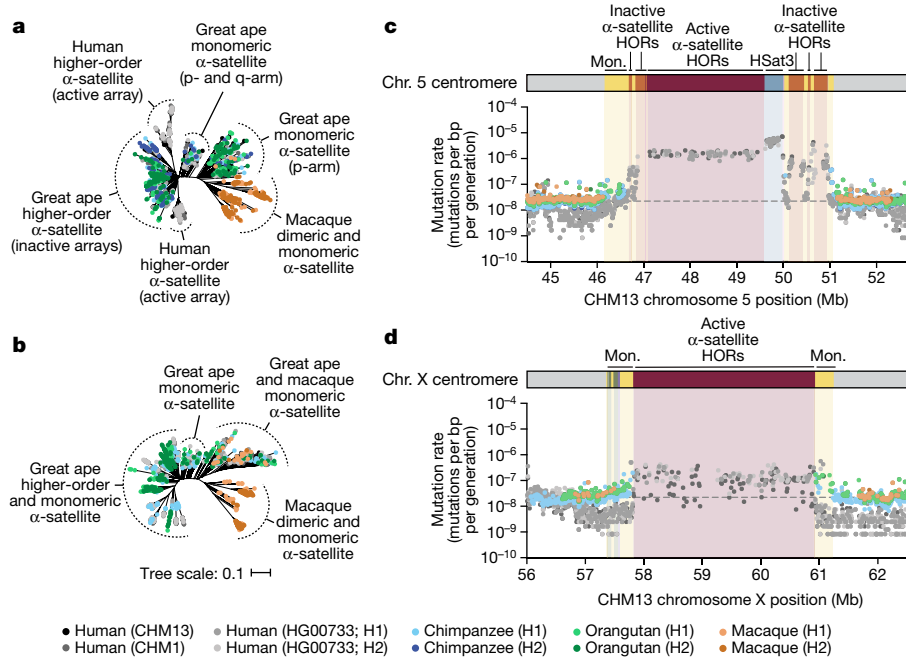 a
Great ape
monomeric
α-satellite
(p- and q-arm)
Human
higher-order
α-satellite
(active array)
Great ape
monomeric
α-satellite
(p-arm)
Great ape
higher-order
α-satellite
(inactive arrays)
Human
higher-order
α-satellite
(active array)
Macaque
dimeric and
monomeric
α-satellite
b
Great ape
monomeric
α-satellite
Great ape
and macaque
monomeric
α-satellite
Great ape
higher-order
and monomeric
α-satellite
Macaque
dimeric and
monomeric
α-satellite
Tree scale: 0.1
c
Inactive
α-satellite
HORs
Active
α-satellite
HORs
Inactive
α-satellite
HORs
Mon.
HSat3
Chr. 5 centromere
Mutation rate
(mutations per bp
per generation)
10⁻⁴
10⁻⁵
10⁻⁶
10⁻⁷
10⁻⁸
10⁻⁹
10⁻¹⁰
45 46 47 48 49 50 51 52
CHM13 chromosome 5 position (Mb)
d
Active
α-satellite
HORs
Mon.
Mon.
Chr. X centromere
Mutation rate
(mutations per bp
per generation)
10⁻⁴
10⁻⁵
10⁻⁶
10⁻⁷
10⁻⁸
10⁻⁹
10⁻¹⁰
56 57 58 59 60 61 62
CHM13 chromosome X position (Mb)
Human (CHM13) Human (HG00733; H1) Chimpanzee (H1) Orangutan (H1) Macaque (H1)
Human (CHM1) Human (HG00733; H2) Chimpanzee (H2) Orangutan (H2) Macaque (H2)